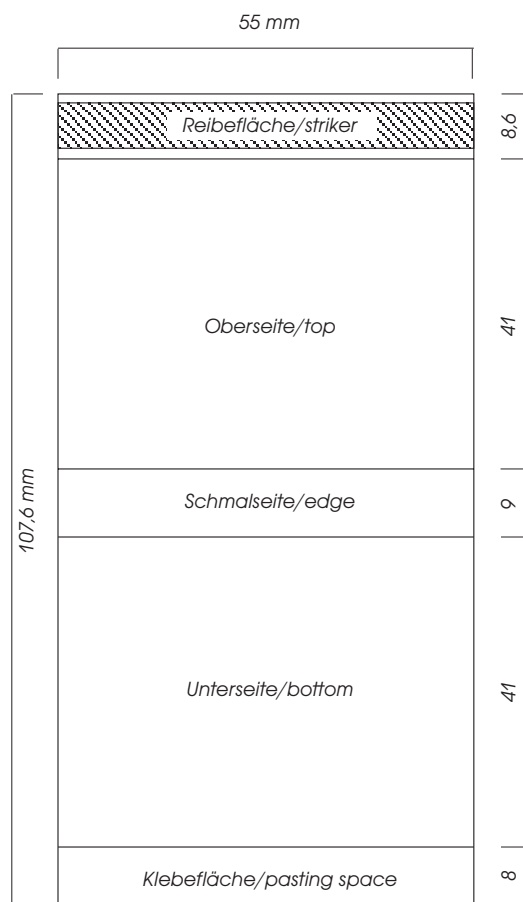 55 mm
Reibefläche/striker
8,6
Oberseite/top
41
107,6 mm
Schmalseite/edge
9
Unterseite/bottom
41
Klebefläche/pasting space
8